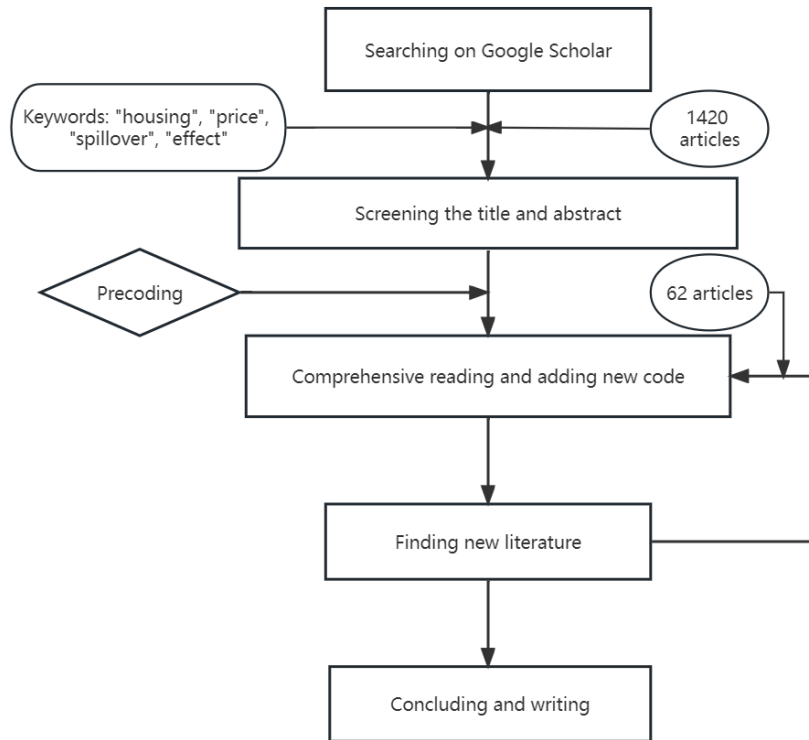 Searching on Google Scholar
Keywords: "housing", "price",
"spillover", "effect"
1420
articles
Screening the title and abstract
Precoding
62 articles
Comprehensive reading and adding new code
Finding new literature
Concluding and writing